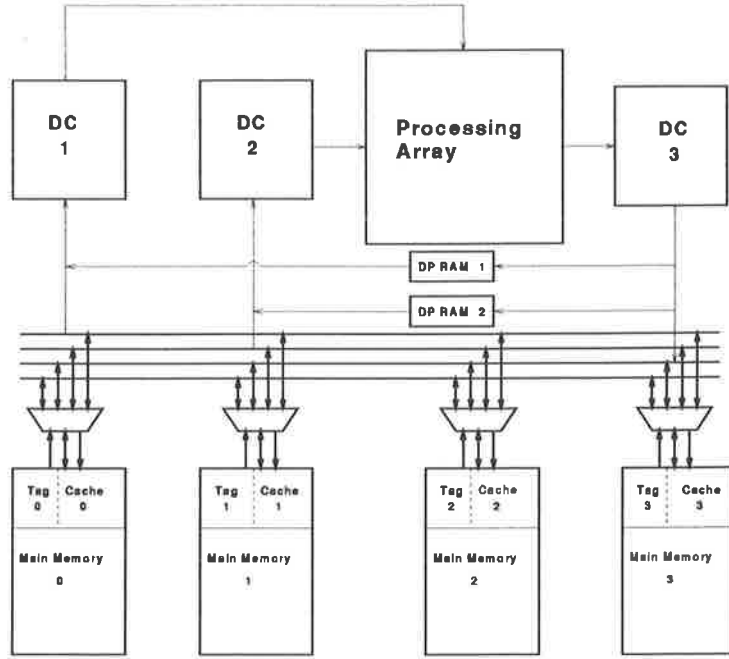 DC
1
DC
2
Processing
Array
DC
3
DP RAM 1
DP RAM 2
Tag
0
Cache
0
Main Memory
0
Tag
1
Cache
1
Main Memory
1
Tag
2
Cache
2
Main Memory
2
Tag
3
Cache
3
Main Memory
3